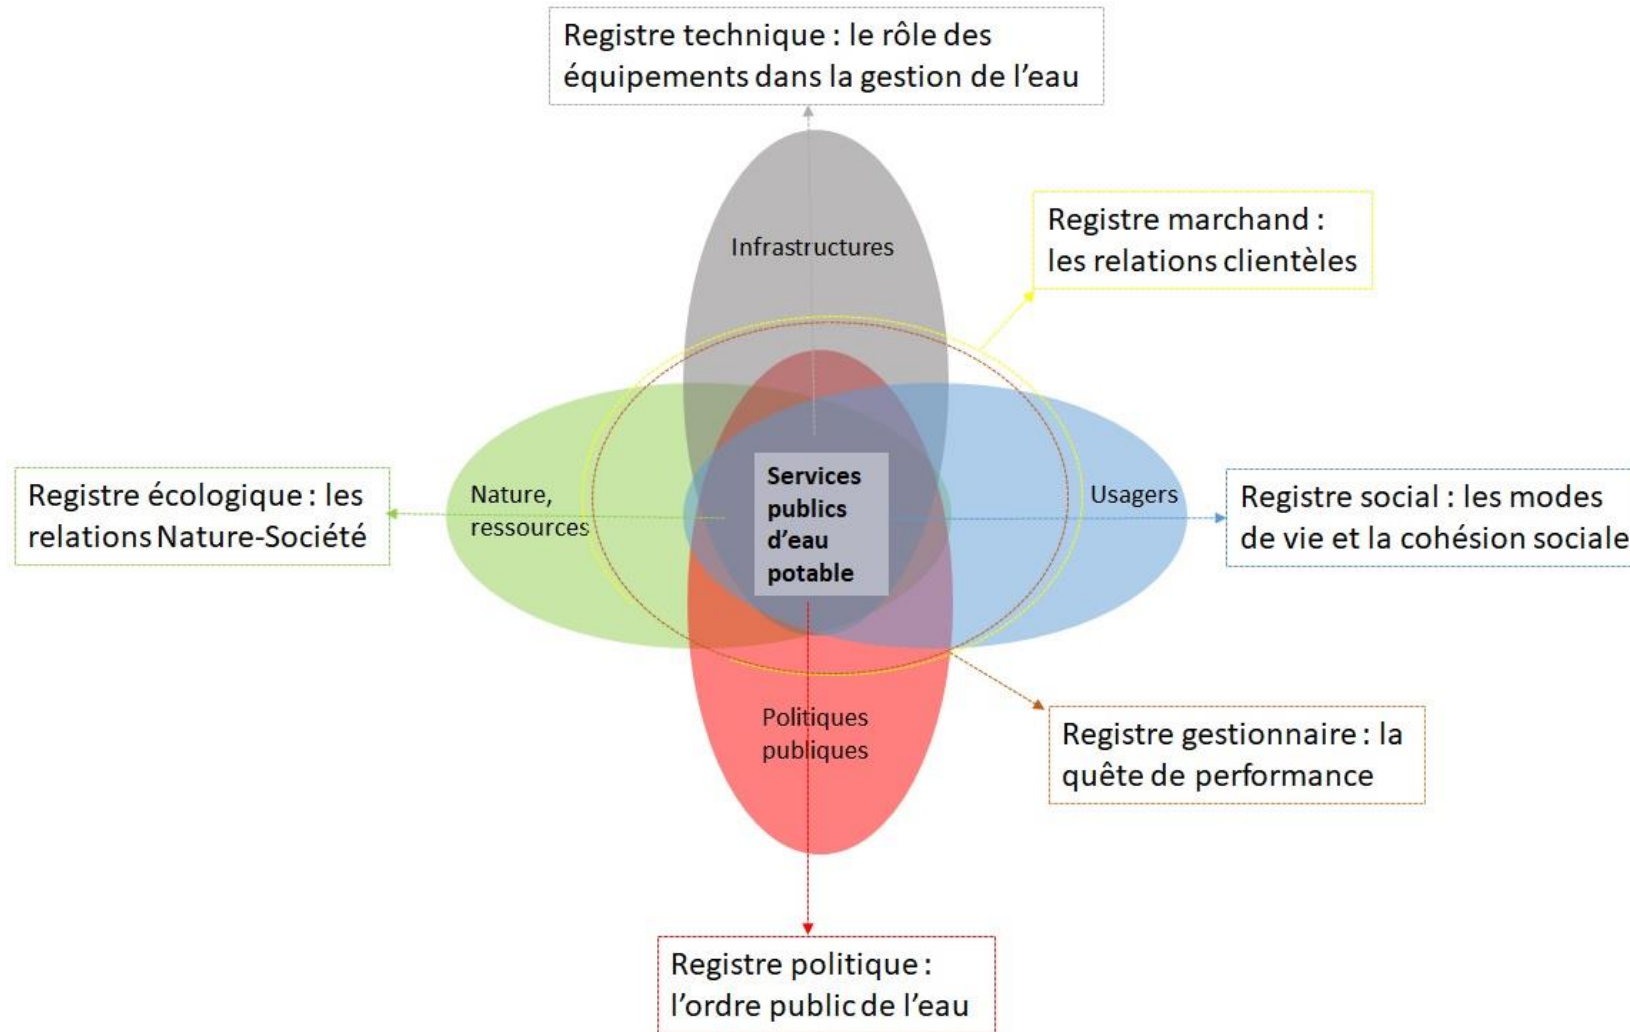 Registre technique : le rôle des
équipements dans la gestion de l’eau
Infrastructures
Registre marchand :
les relations clientèles
Registre écologique : les
relations Nature-Société
Nature,
ressources
Services
publics
d’eau
potable
Usagers
Registre social : les modes
de vie et la cohésion sociale
Politiques
publiques
Registre gestionnaire : la
quête de performance
Registre politique :
l’ordre public de l’eau